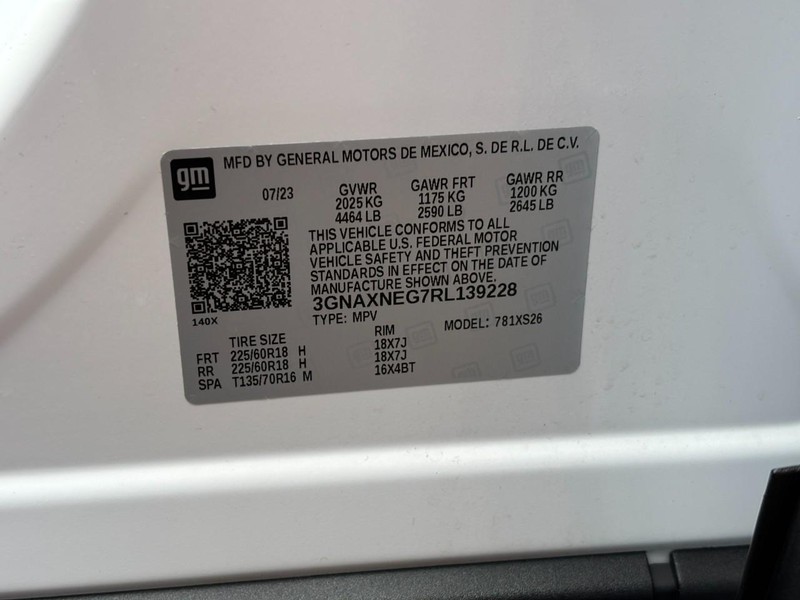 gm
MFD BY GENERAL MOTORS DE MEXICO, S. DE R.L. DE C.V.
07/23 GVWR GAWR FRT GAWR RR
2025 KG 1175 KG 1200 KG
4464 LB 2590 LB 2645 LB
THIS VEHICLE CONFORMS TO ALL
APPLICABLE U.S. FEDERAL MOTOR
VEHICLE SAFETY AND THEFT PREVENTION
STANDARDS IN EFFECT ON THE DATE OF
MANUFACTURE SHOWN ABOVE.
3GNAXNEG7RL139228
140X
TYPE: MPV MODEL: 781XS26
TIRE SIZE RIM
FRT 225/60R18 H 18X7J
RR 225/60R18 H 18X7J
SPA T135/70R16 M 16X4BT